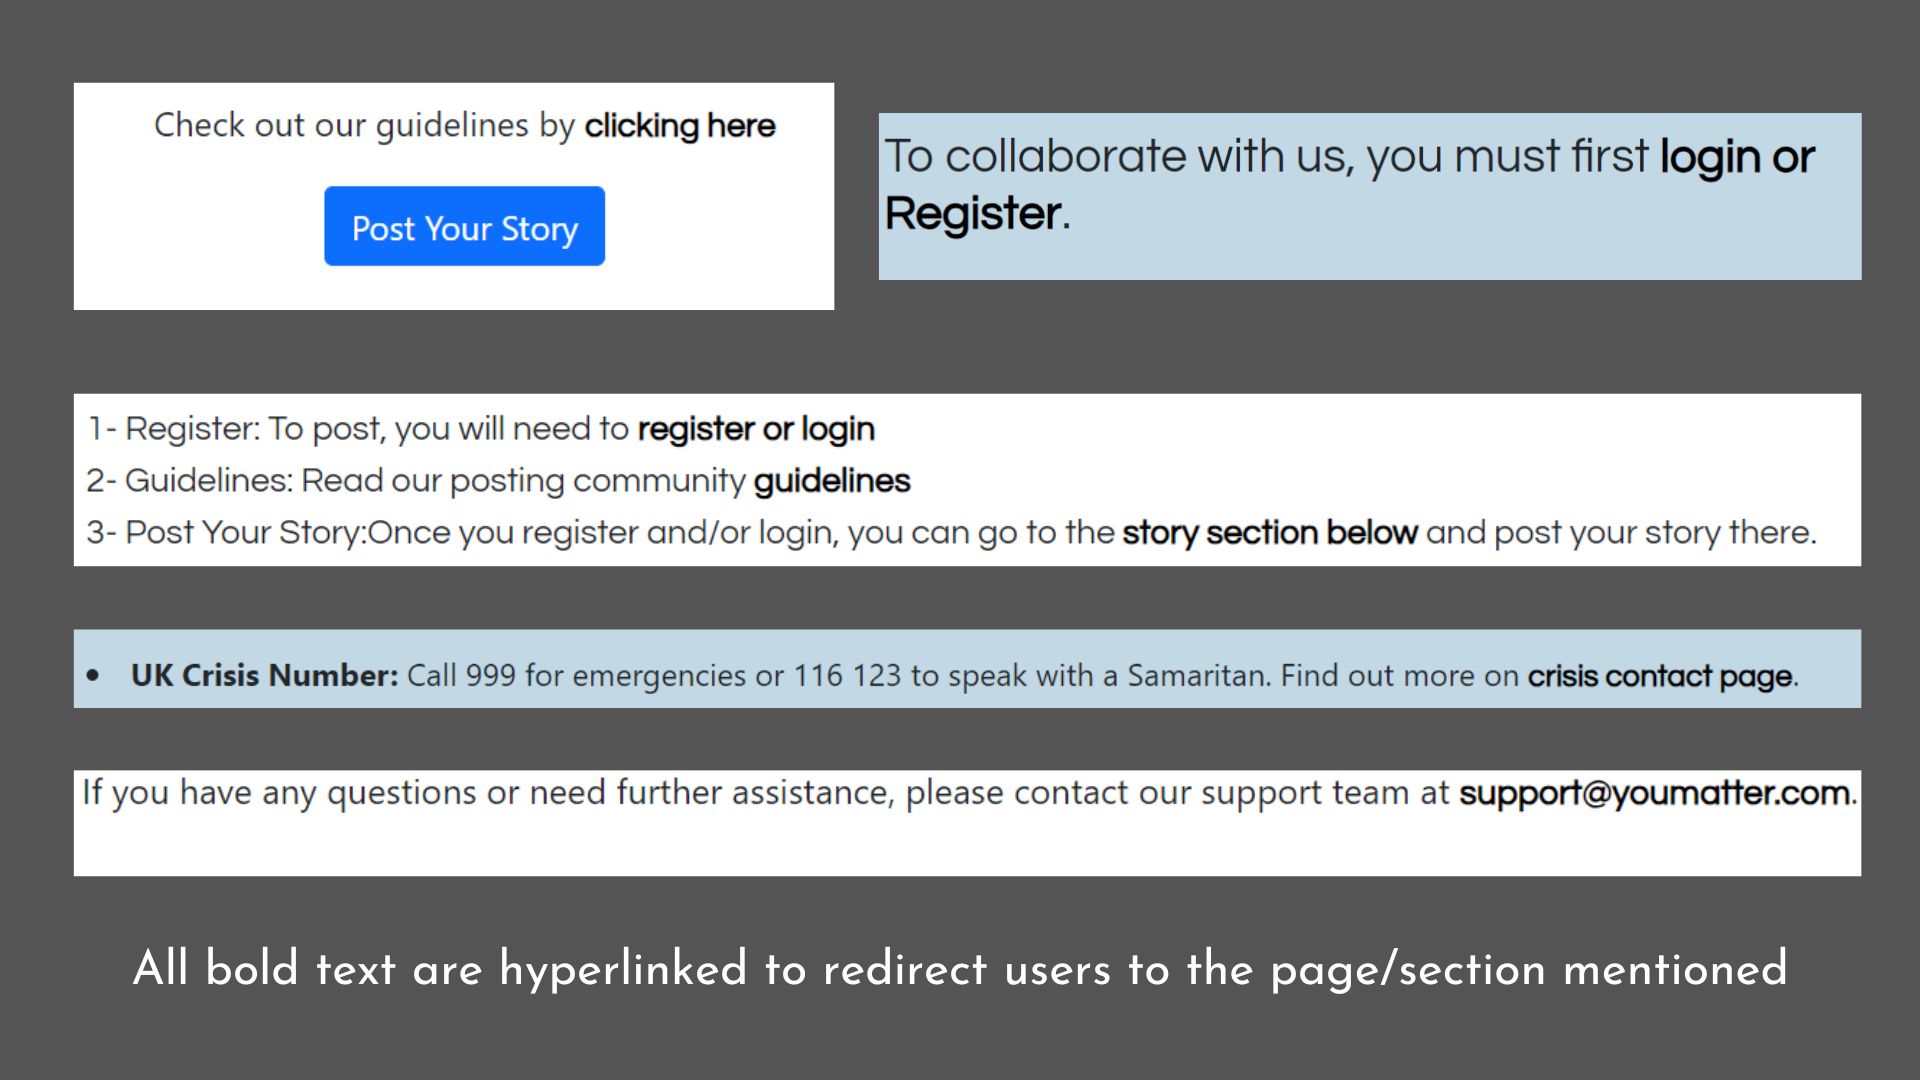 Check out our guidelines by clicking here
Post Your Story
To collaborate with us, you must first login or
Register.
1- Register: To post, you will need to register or login
2- Guidelines: Read our posting community guidelines
3- Post Your Story:Once you register and/or login, you can go to the story section below and post your story there.
• UK Crisis Number: Call 999 for emergencies or 116 123 to speak with a Samaritan. Find out more on crisis contact page.
If you have any questions or need further assistance, please contact our support team at support@youmatter.com.
All bold text are hyperlinked to redirect users to the page/section mentioned